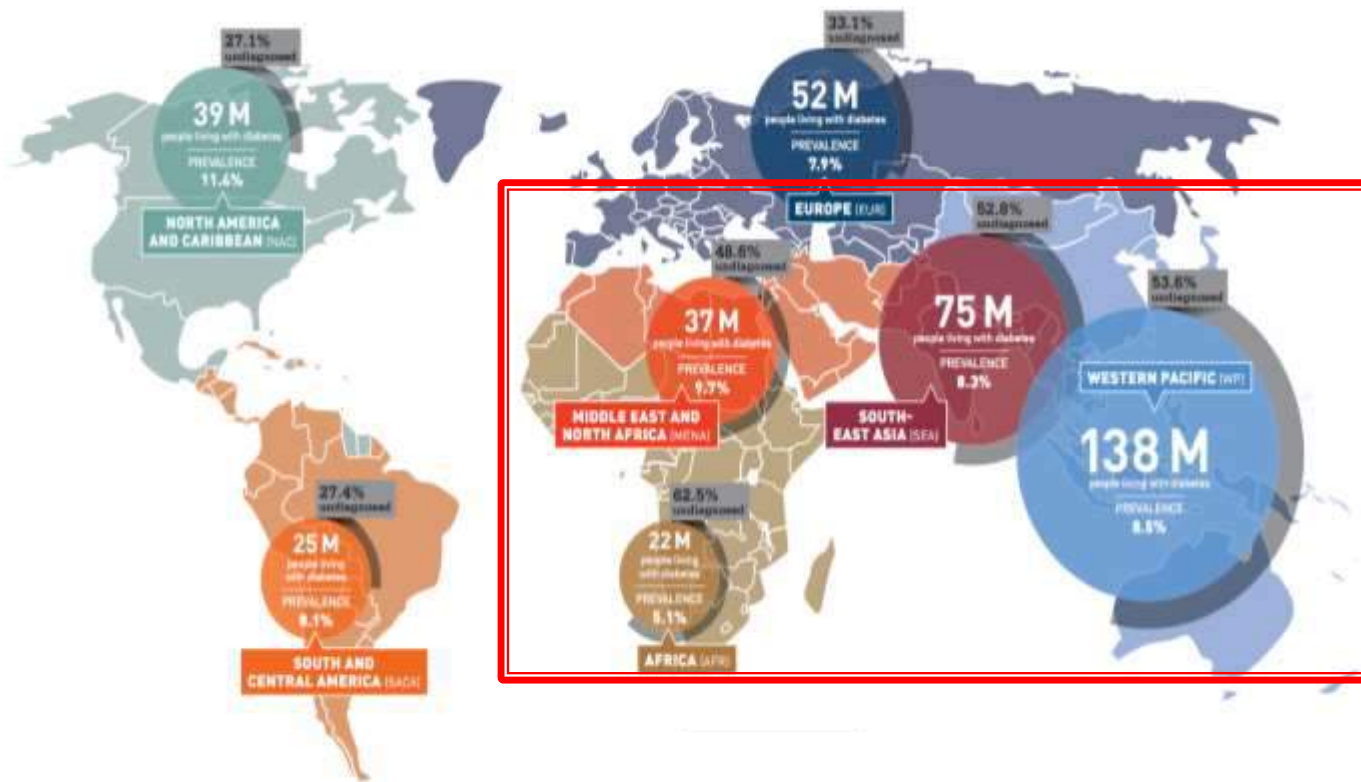 27.1%
undiagnosed
39 M
people living with diabetes
PREVALENCE
11.4%
NORTH AMERICA
AND CARIBBEAN (NAC)
33.1%
undiagnosed
52 M
people living with diabetes
PREVALENCE
7.9%
EUROPE (EUR)
48.6%
undiagnosed
37 M
people living with diabetes
PREVALENCE
9.7%
MIDDLE EAST AND
NORTH AFRICA (MENA)
52.8%
undiagnosed
75 M
people living with diabetes
PREVALENCE
8.3%
SOUTH-
EAST ASIA (SEA)
53.6%
undiagnosed
WESTERN PACIFIC (WP)
138 M
people living with diabetes
PREVALENCE
8.5%
27.4%
undiagnosed
25 M
people living
with diabetes
PREVALENCE
8.1%
SOUTH AND
CENTRAL AMERICA (SACA)
62.5%
undiagnosed
22 M
people living
with diabetes
PREVALENCE
5.1%
AFRICA (AFR)